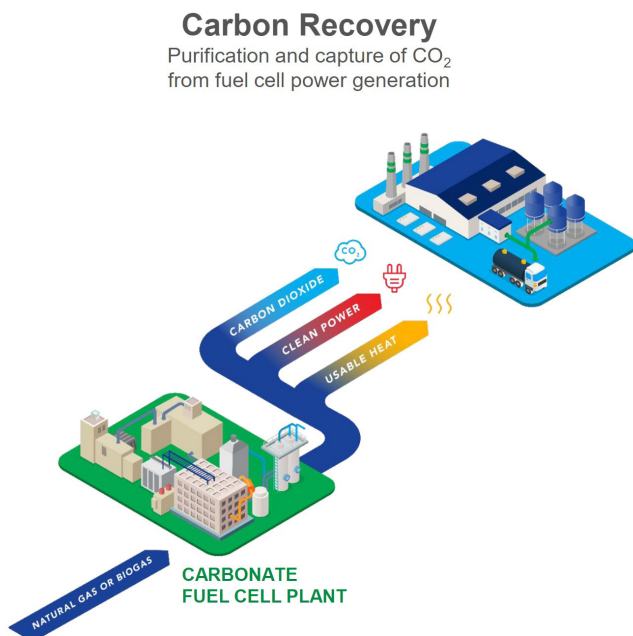 Carbon Recovery
Purification and capture of CO₂
from fuel cell power generation
CO₂
CARBON DIOXIDE
CLEAN POWER
USABLE HEAT
NATURAL GAS OR BIOGAS
CARBONATE
FUEL CELL PLANT